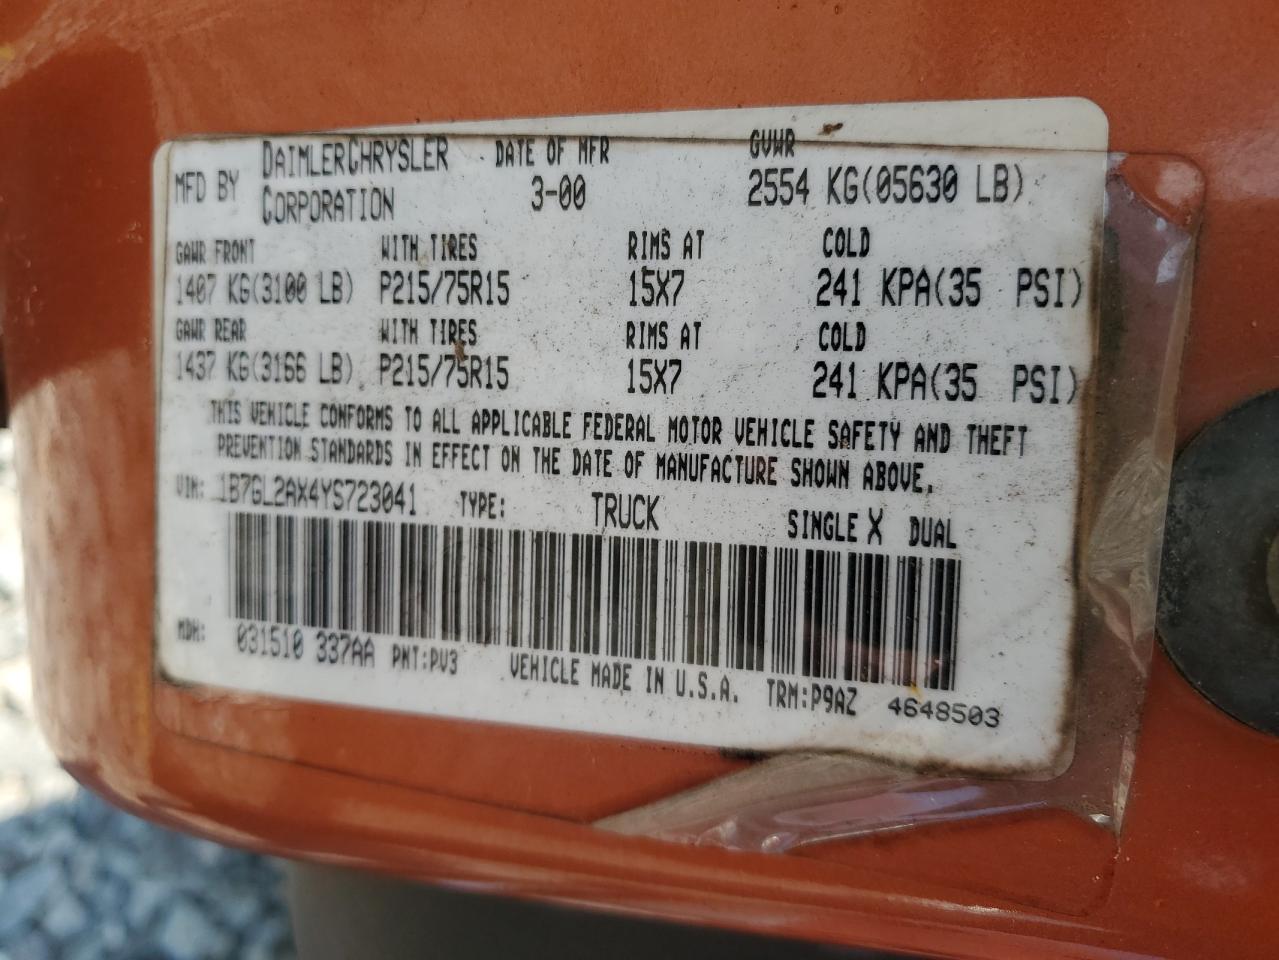 MFD BY DAIMLERCHRYSLER CORPORATION DATE OF MFR 3-00 GVWR 2554 KG(05630 LB)
GAWR FRONT WITH TIRES RIMS AT COLD
1407 KG(3100 LB) P215/75R15 15X7 241 KPA(35 PSI)
GAWR REAR WITH TIRES RIMS AT COLD
1437 KG(3166 LB) P215/75R15 15X7 241 KPA(35 PSI)
THIS VEHICLE CONFORMS TO ALL APPLICABLE FEDERAL MOTOR VEHICLE SAFETY AND THEFT
PREVENTION STANDARDS IN EFFECT ON THE DATE OF MANUFACTURE SHOWN ABOVE.
VIN: 1B7GL2AX4YS723041 TYPE: TRUCK SINGLE X DUAL
MDH: 031510 337AA PNT:PV3 VEHICLE MADE IN U.S.A. TRM:P9AZ 4648503